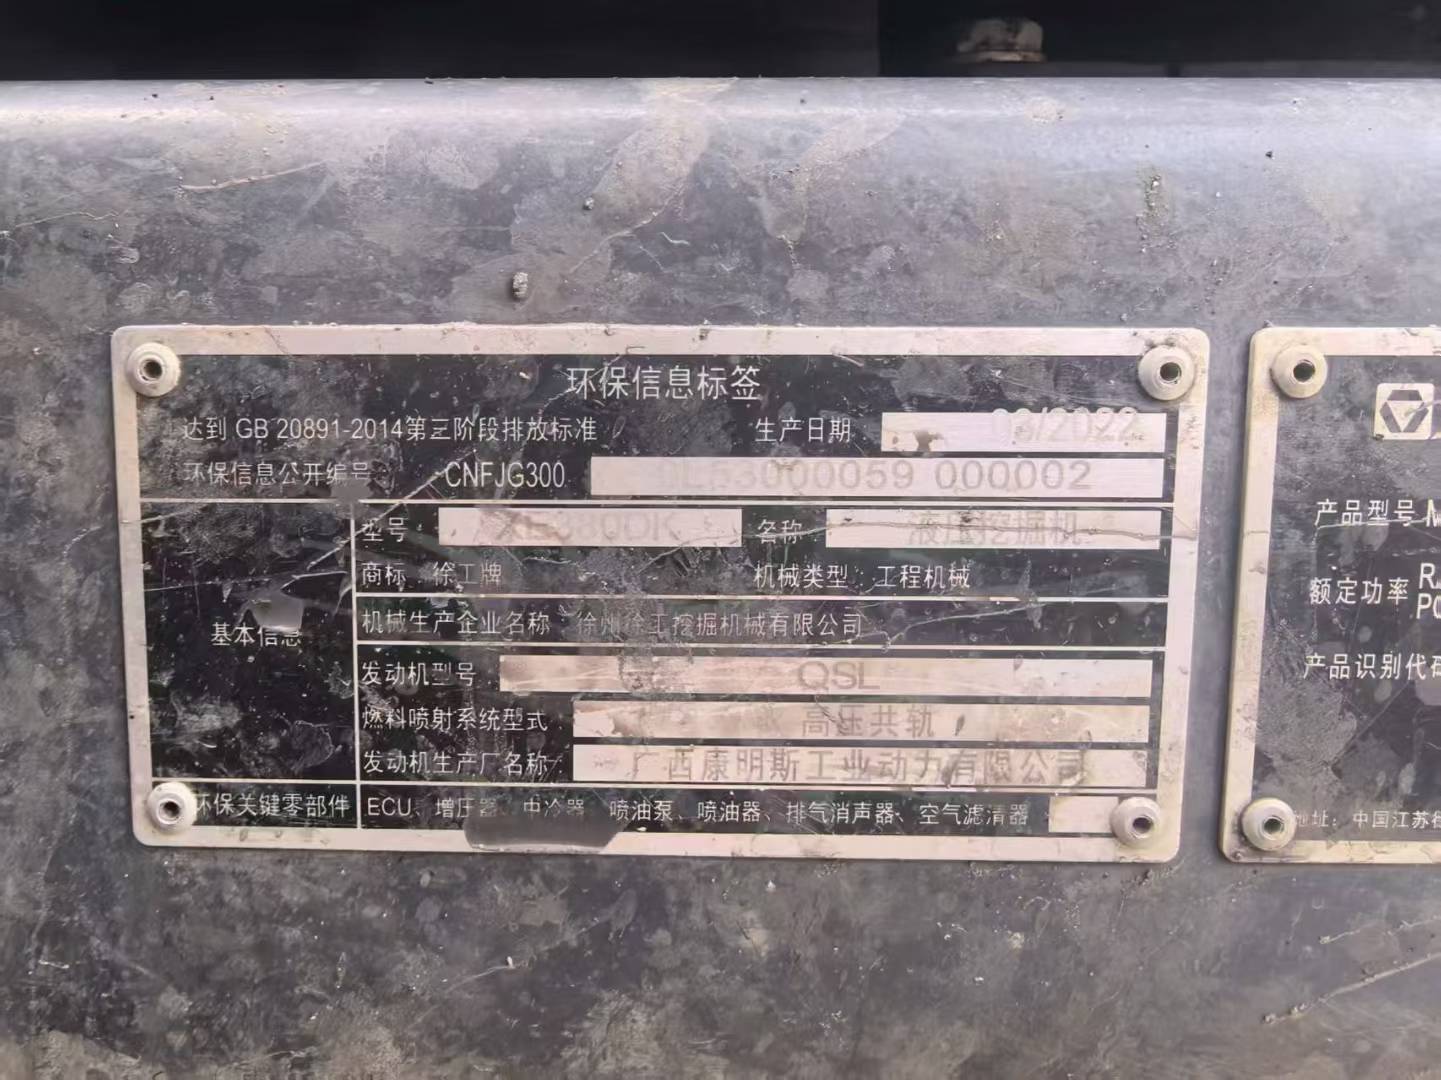 环保信息标签
达到 GB 20891-2014第三阶段排放标准 生产日期 /2022
环保信息公开编号: CNFJG300 000059 000002
基本信息
型号: 名称: 液压挖掘机
商标: 徐工牌 机械类型: 工程机械
机械生产企业名称: 徐州徐工挖掘机械有限公司
发动机型号: QSL
燃料喷射系统型式: 高压共轨
发动机生产厂名称: 广西康明斯工业动力有限公司
环保关键零部件 ECU、增压器、中冷器、喷油泵、喷油器、排气消声器、空气滤清器
产品型号
额定功率
产品识别代码
地址: 中国江苏